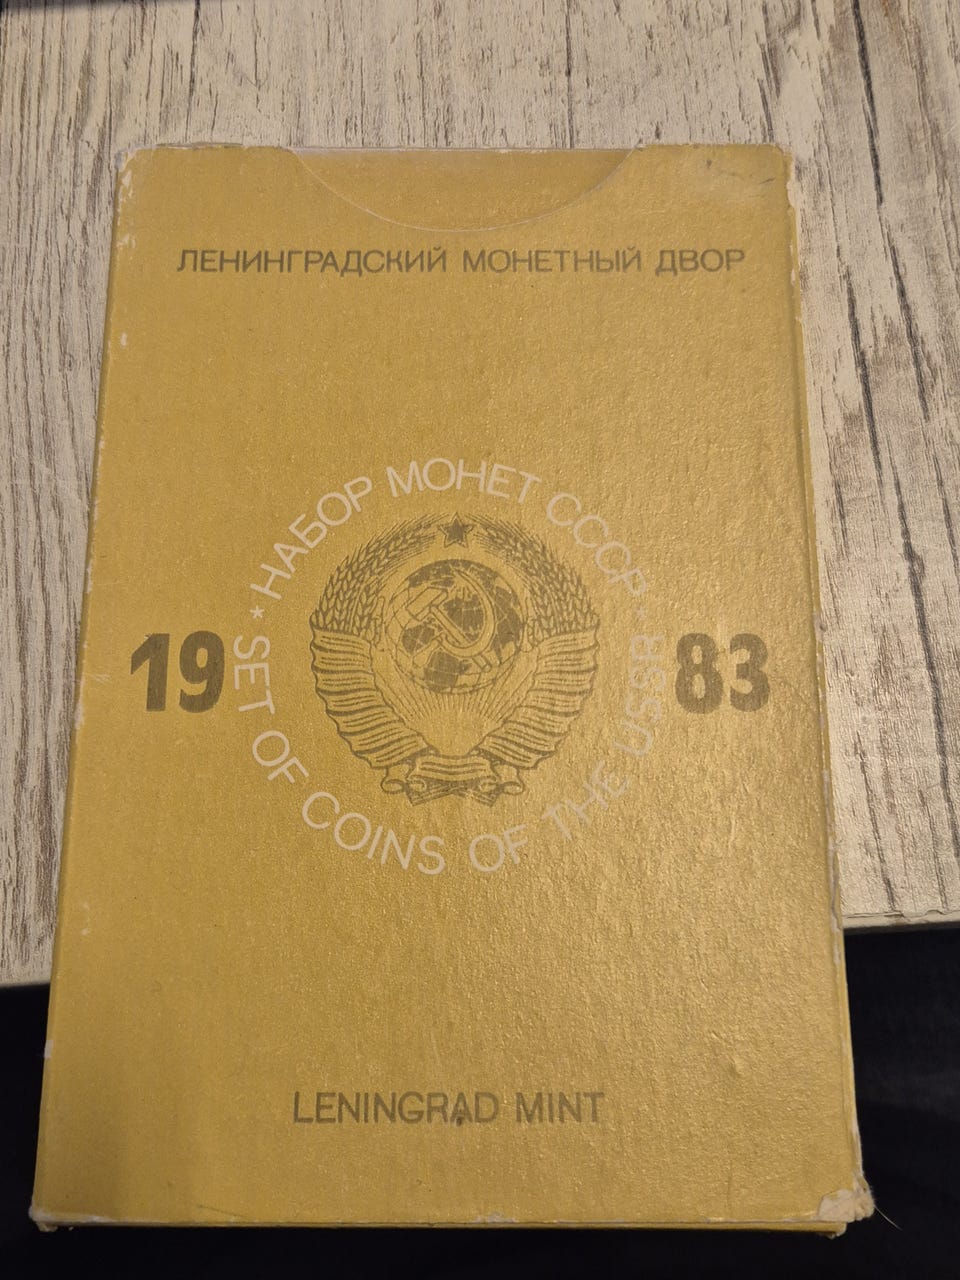 ЛЕНИНГРАДСКИЙ МОНЕТНЫЙ ДВОР
* НАБОР МОНЕТ СССР *
19
83
SET OF COINS OF THE USSR
LENINGRAD MINT